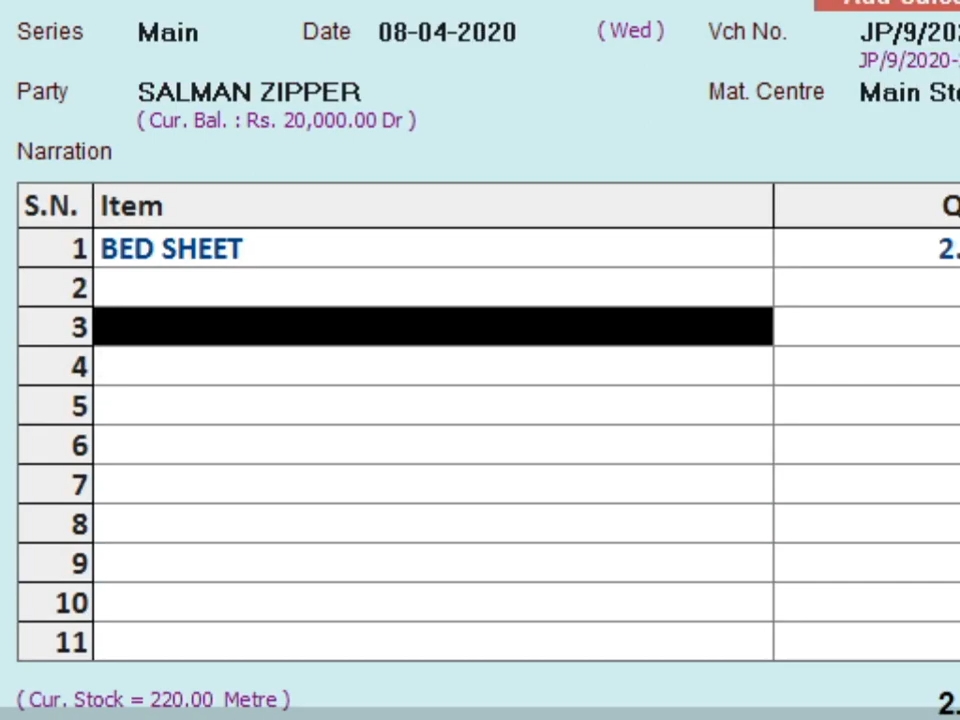 Series Main Date 08-04-2020 ( Wed ) Vch No. JP/9/20
JP/9/2020-
Party SALMAN ZIPPER Mat. Centre Main
( Cur. Bal. : Rs. 20,000.00 Dr )
Narration
S.N. Item
1 BED SHEET 2.
2
3
4
5
6
7
8
9
10
11
( Cur. Stock = 220.00 Metre ) 2.